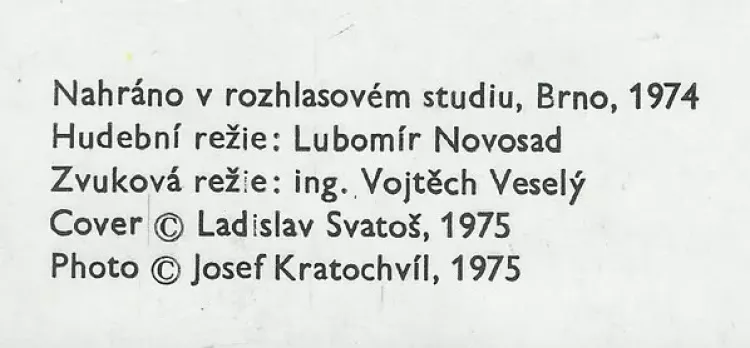 Nahráno v rozhlasovém studiu, Brno, 1974
Hudební režie: Lubomír Novosad
Zvuková režie: ing. Vojtěch Veselý
Cover © Ladislav Svatoš, 1975
Photo © Josef Kratochvíl, 1975